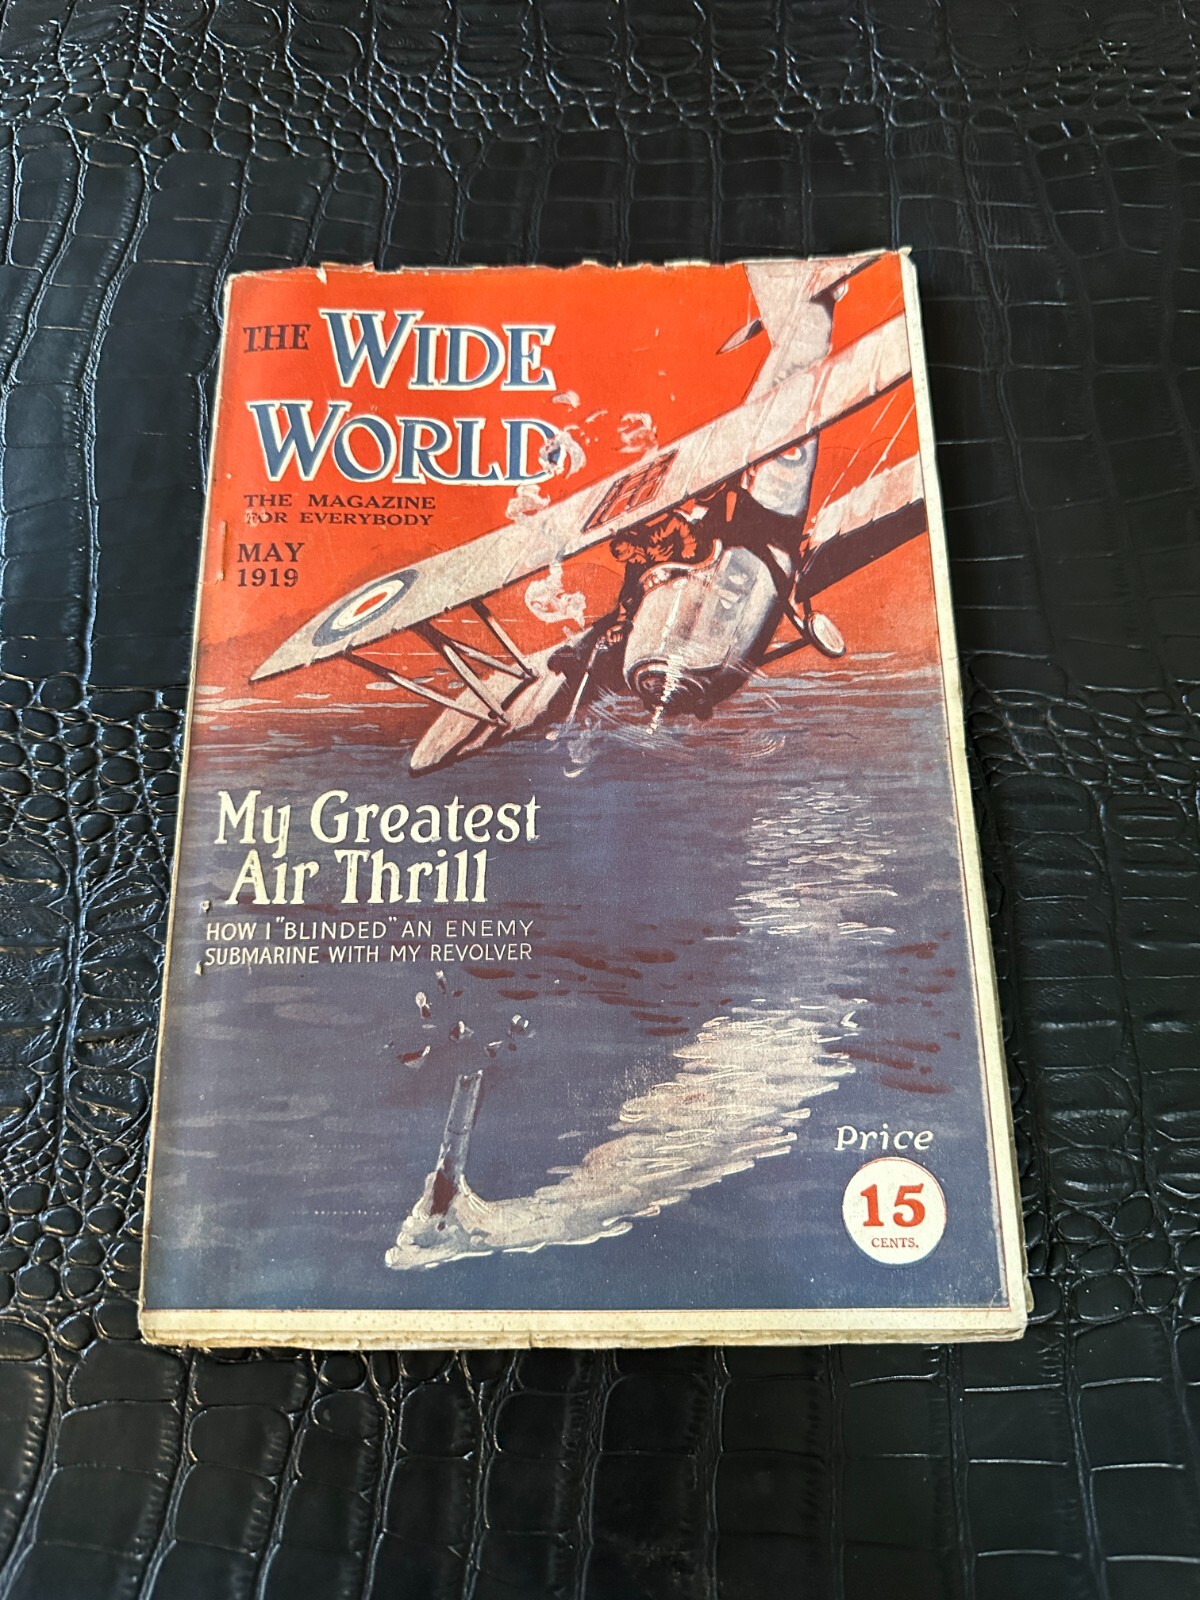 THE WIDE
WORLD
THE MAGAZINE
FOR EVERYBODY
MAY
1919
My Greatest
Air Thrill
HOW I "BLINDED" AN ENEMY
SUBMARINE WITH MY REVOLVER
Price
15
CENTS.